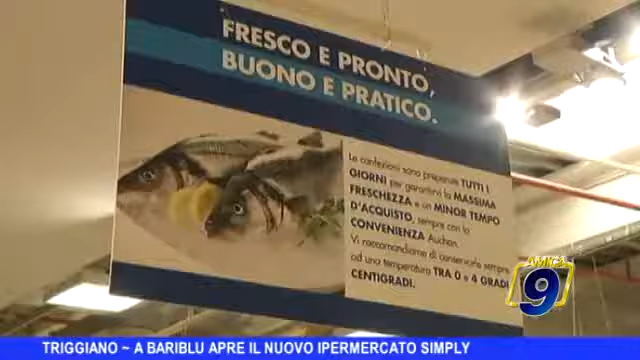 FRESCO E PRONTO,
BUONO E PRATICO.
Le confezioni sono preparate TUTTI I
GIORNI per garantirvi la MASSIMA
FRESCHEZZA e un MINOR TEMPO
D'ACQUISTO, sempre con la
CONVENIENZA Auchan.
Vi raccomandiamo di conservarle sempre
ad una temperatura TRA 0 e 4 GRADI
CENTIGRADI.
AMICA
9
TRIGGIANO ~ A BARIBLU APRE IL NUOVO IPERMERCATO SIMPLY